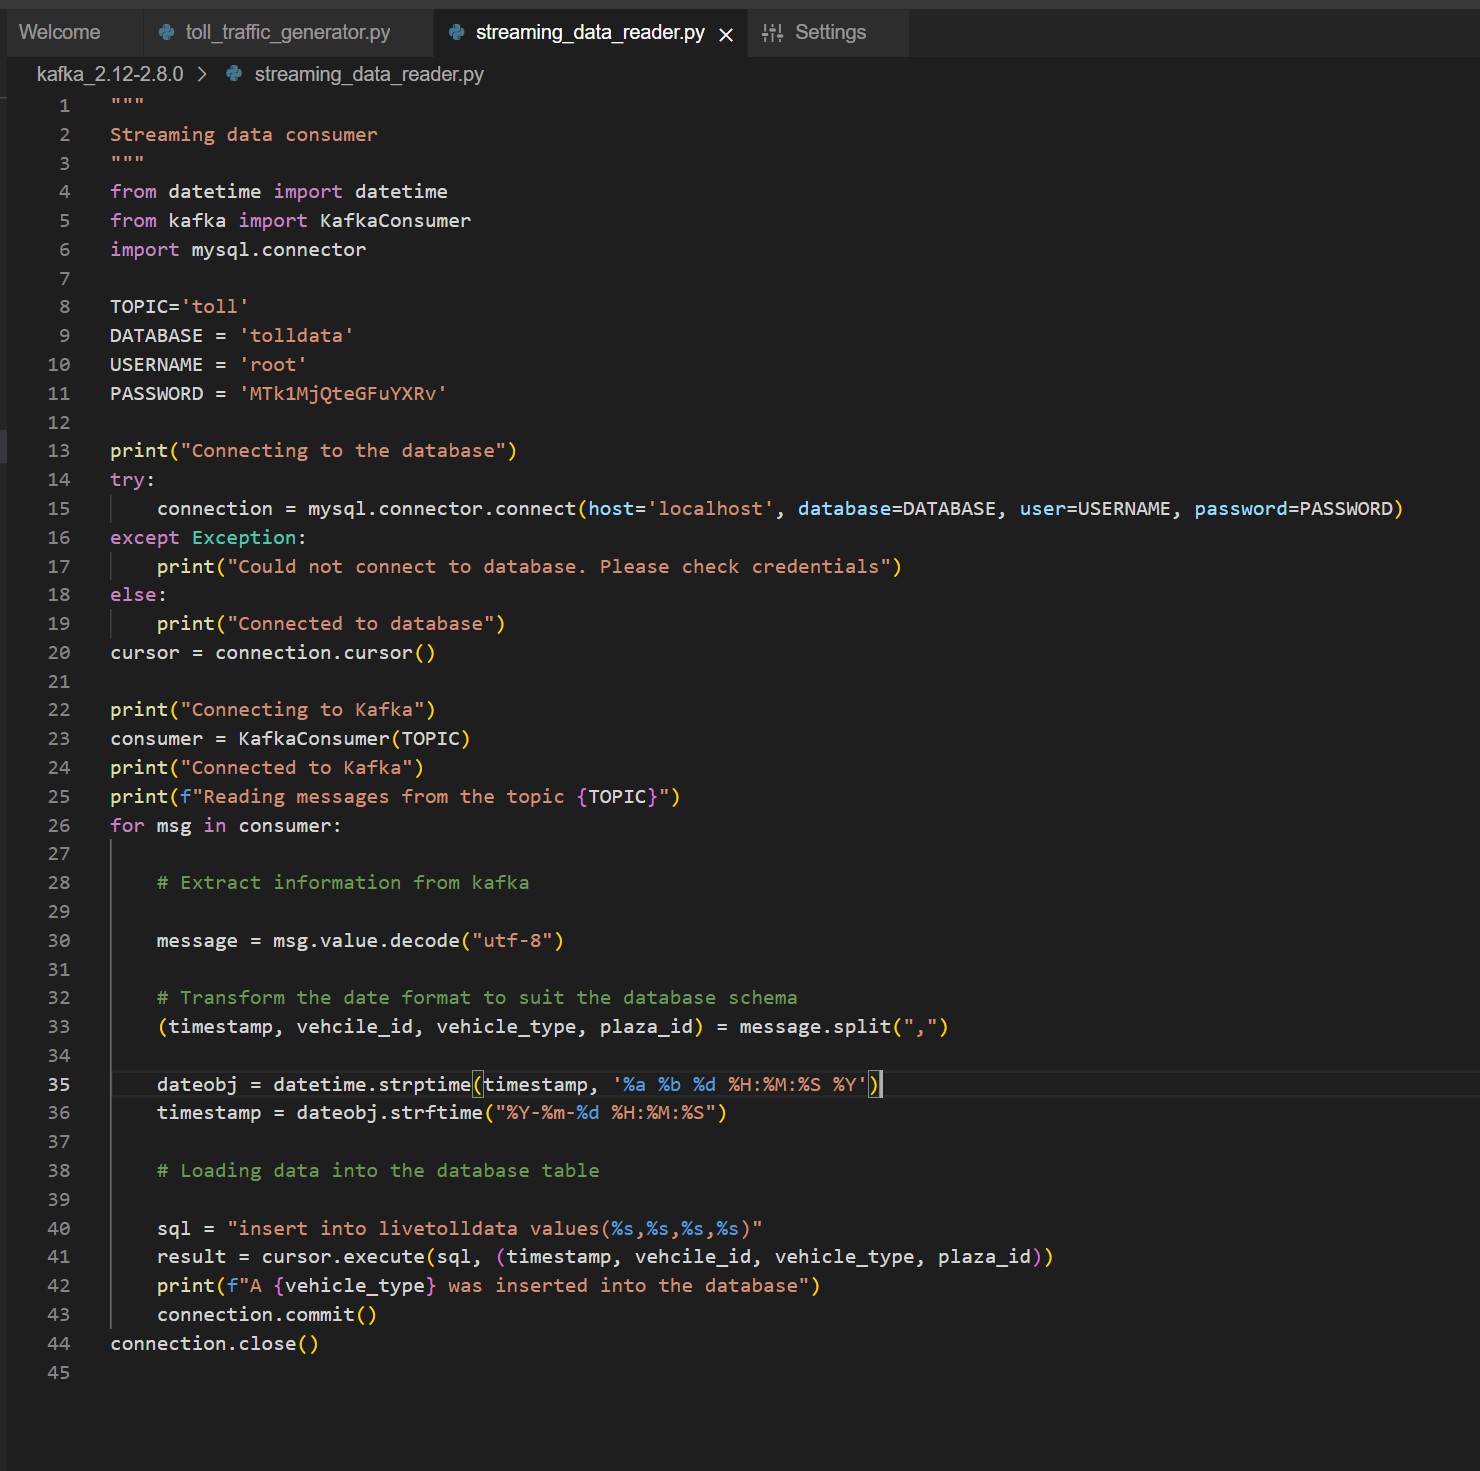 Welcome toll_traffic_generator.py streaming_data_reader.py Settings
kafka_2.12-2.8.0 > streaming_data_reader.py
1 """
2 Streaming data consumer
3 """
4 from datetime import datetime
5 from kafka import KafkaConsumer
6 import mysql.connector
7
8 TOPIC='toll'
9 DATABASE = 'tolldata'
10 USERNAME = 'root'
11 PASSWORD = 'MTk1MjQteGFuYXRv'
12
13 print("Connecting to the database")
14 try:
15     connection = mysql.connector.connect(host='localhost', database=DATABASE, user=USERNAME, password=PASSWORD)
16 except Exception:
17     print("Could not connect to database. Please check credentials")
18 else:
19     print("Connected to database")
20 cursor = connection.cursor()
21
22 print("Connecting to Kafka")
23 consumer = KafkaConsumer(TOPIC)
24 print("Connected to Kafka")
25 print(f"Reading messages from the topic {TOPIC}")
26 for msg in consumer:
27
28     # Extract information from kafka
29
30     message = msg.value.decode("utf-8")
31
32     # Transform the date format to suit the database schema
33     (timestamp, vehcile_id, vehicle_type, plaza_id) = message.split(",")
34
35     dateobj = datetime.strptime(timestamp, '%a %b %d %H:%M:%S %Y')
36     timestamp = dateobj.strftime("%Y-%m-%d %H:%M:%S")
37
38     # Loading data into the database table
39
40     sql = "insert into livetolldata values(%s,%s,%s,%s)"
41     result = cursor.execute(sql, (timestamp, vehcile_id, vehicle_type, plaza_id))
42     print(f"A {vehicle_type} was inserted into the database")
43     connection.commit()
44 connection.close()
45